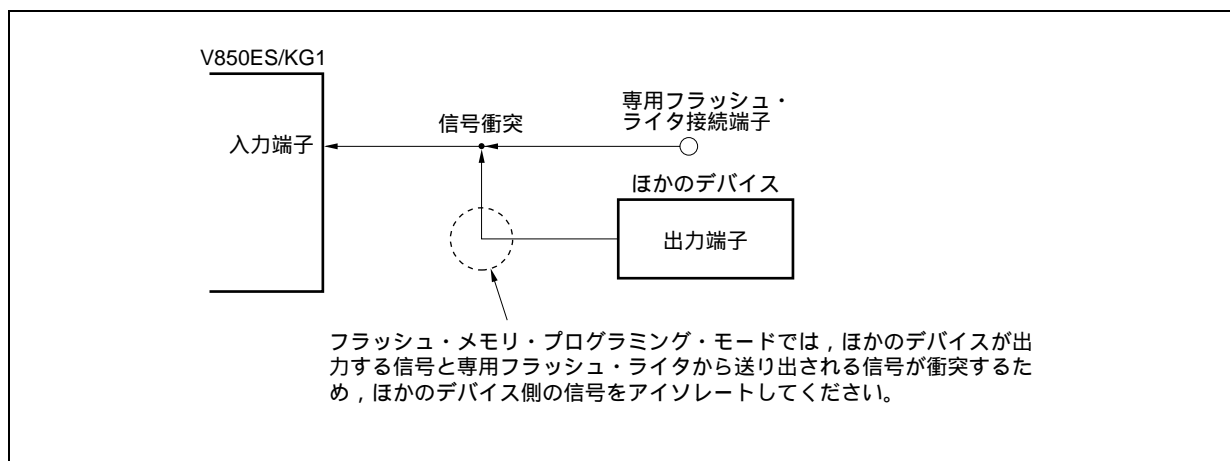 V850ES/KG1
入力端子
信号衝突
専用フラッシュ・
ライタ接続端子
ほかのデバイス
出力端子
フラッシュ・メモリ・プログラミング・モードでは，ほかのデバイスが出
力する信号と専用フラッシュ・ライタから送り出される信号が衝突するた
め，ほかのデバイス側の信号をアイソレートしてください。